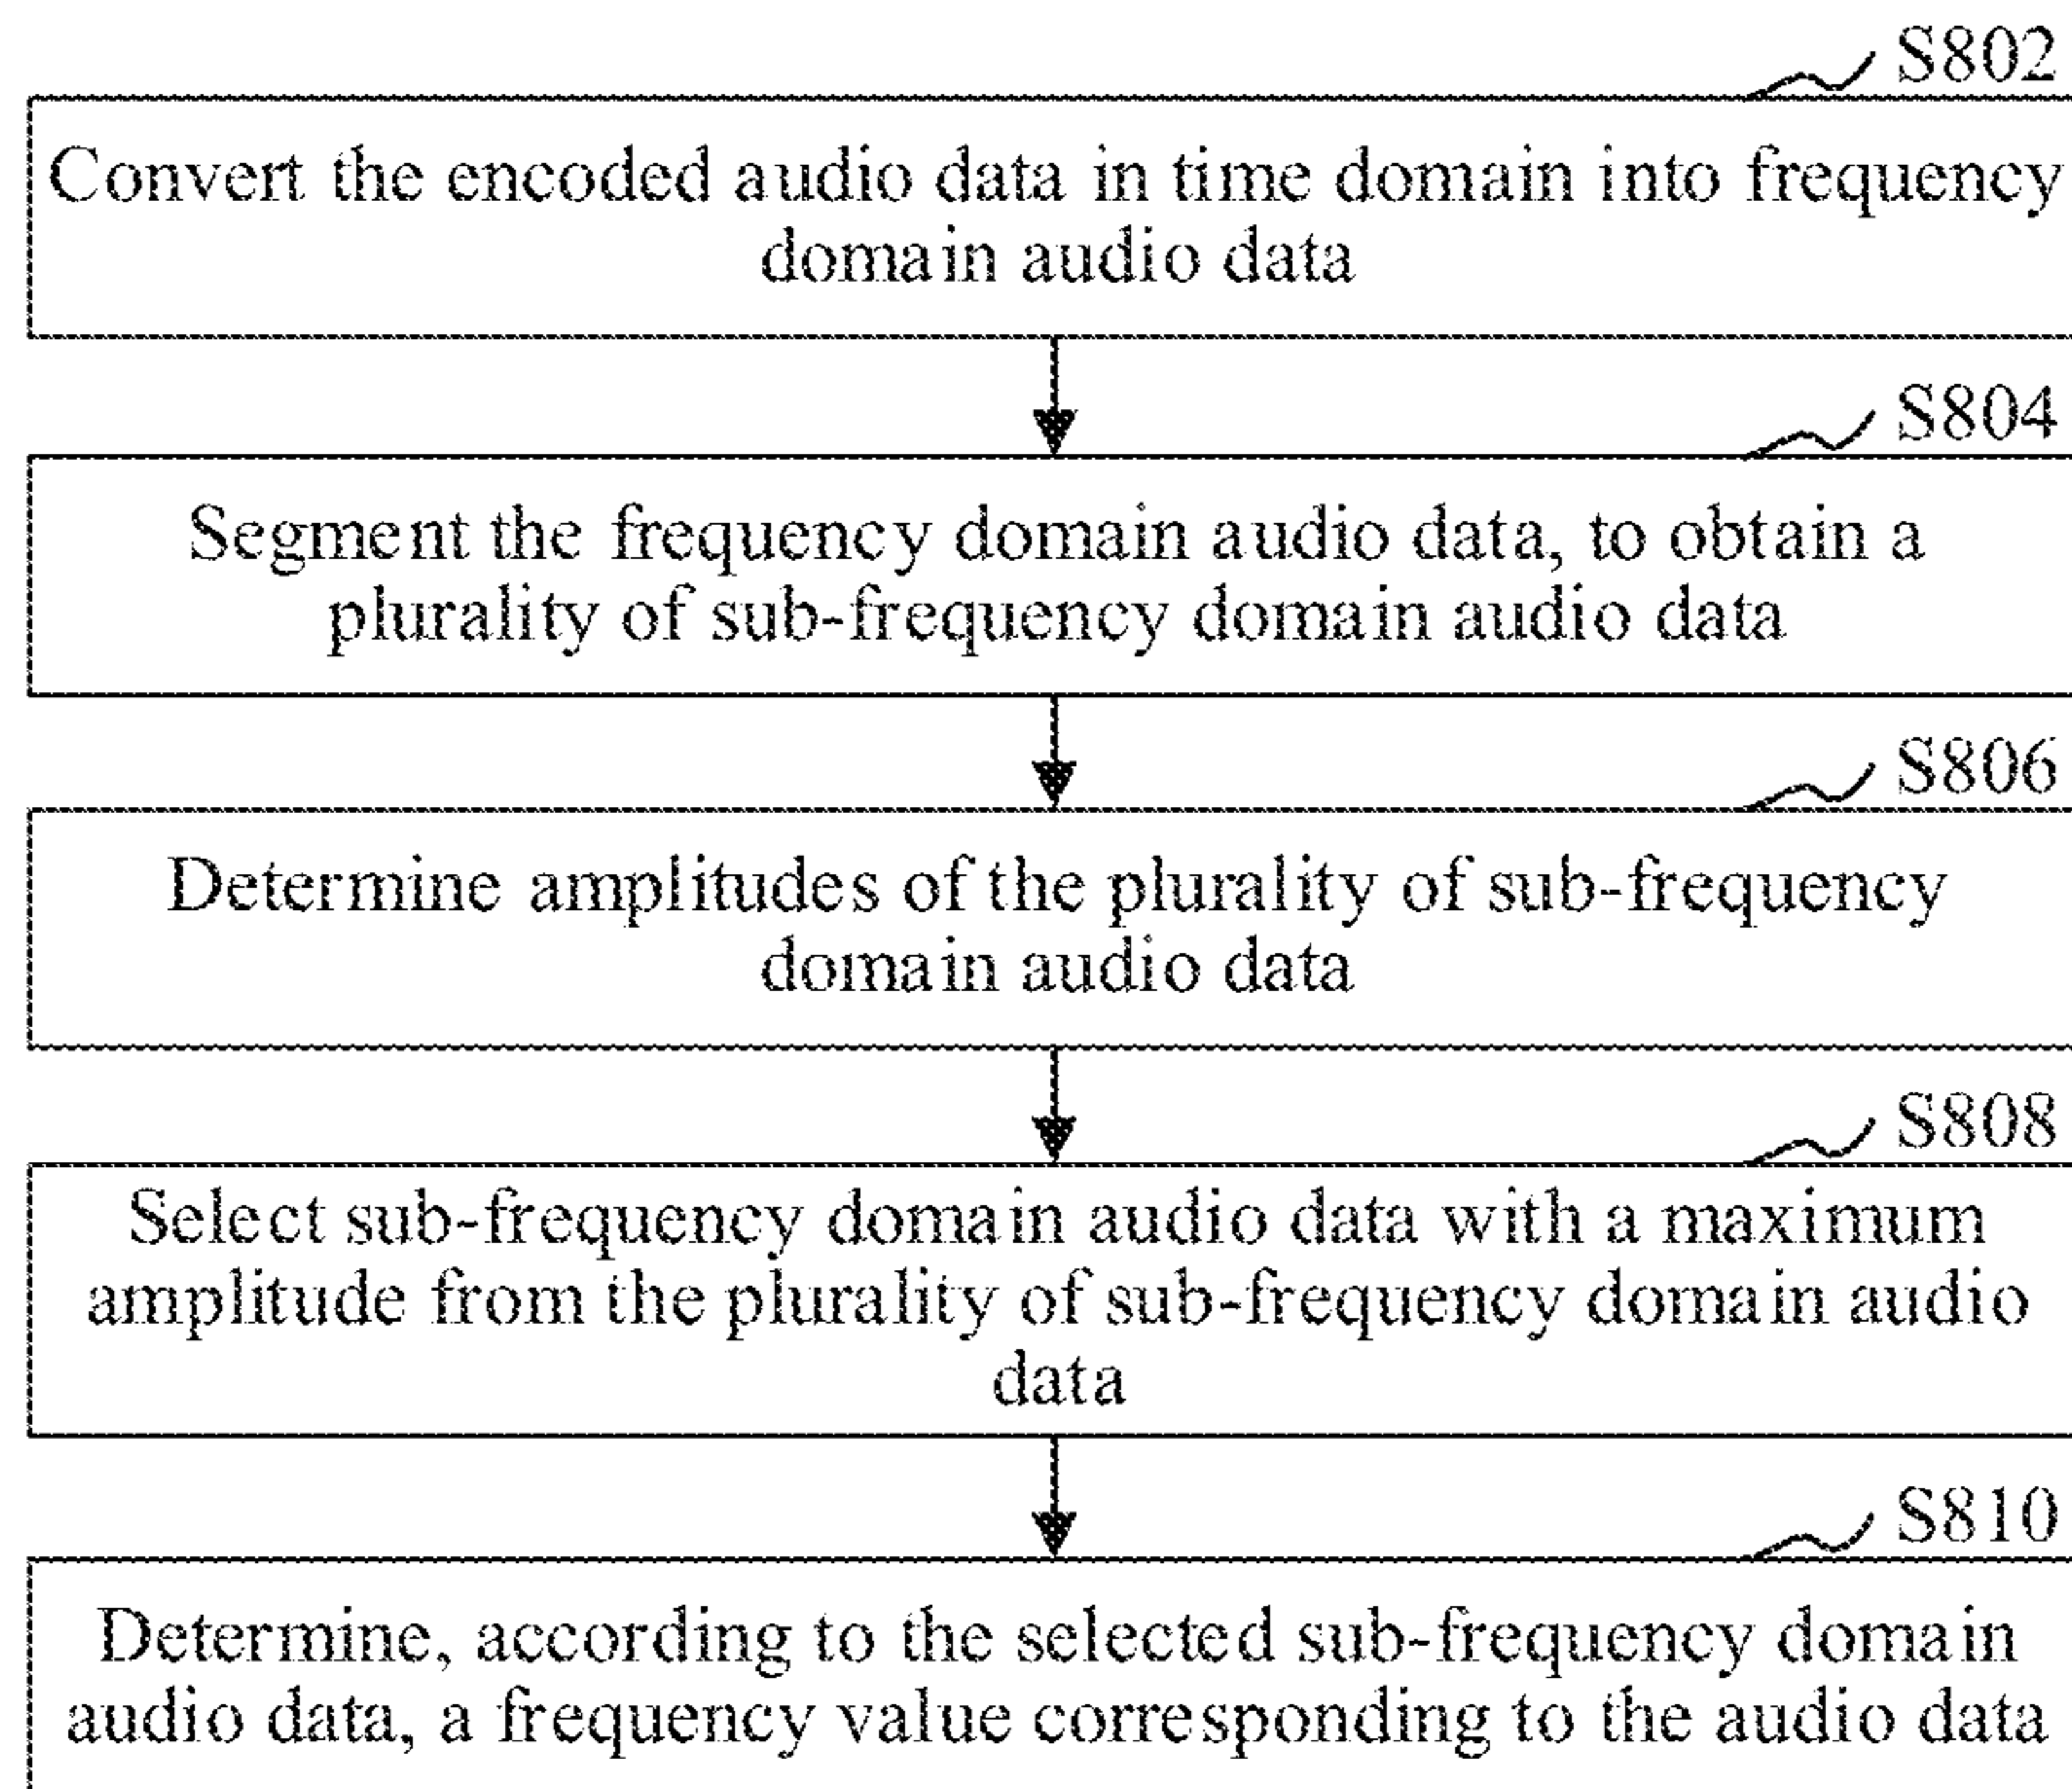 S802
Convert the encoded audio data in time domain into frequency
domain audio data
S804
Segment the frequency domain audio data, to obtain a
plurality of sub-frequency domain audio data
S806
Determine amplitudes of the plurality of sub-frequency
domain audio data
S808
Select sub-frequency domain audio data with a maximum
amplitude from the plurality of sub-frequency domain audio
data
S810
Determine, according to the selected sub-frequency domain
audio data, a frequency value corresponding to the audio data